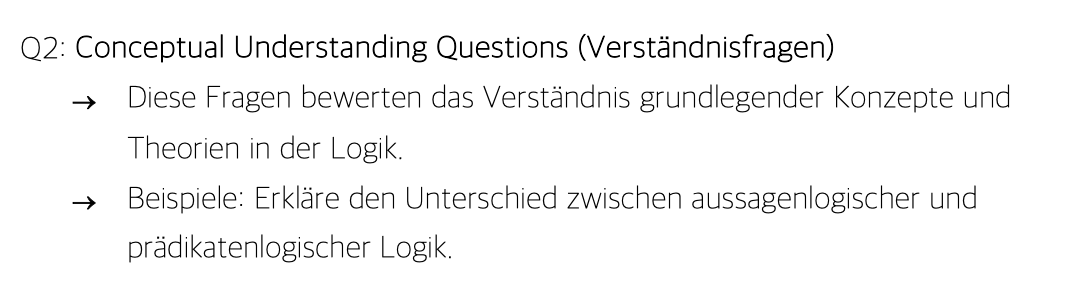 Q2: Conceptual Understanding Questions (Verständnisfragen)
→ Diese Fragen bewerten das Verständnis grundlegender Konzepte und
Theorien in der Logik.
→ Beispiele: Erkläre den Unterschied zwischen aussagenlogischer und
prädikatenlogischer Logik.